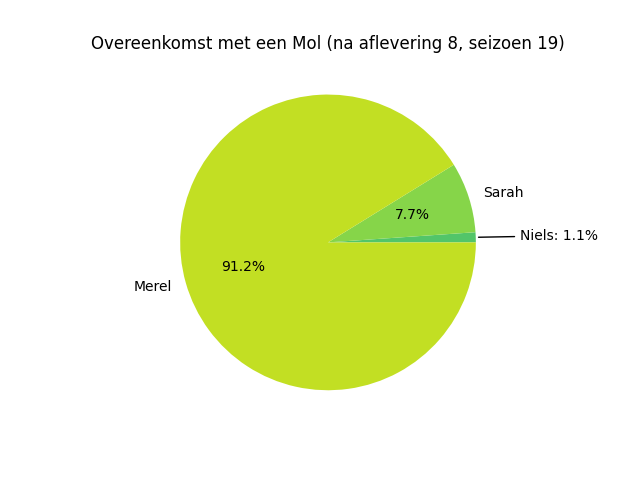 Overeenkomst met een Mol (na aflevering 8, seizoen 19)
Sarah
7.7%
Niels: 1.1%
91.2%
Merel